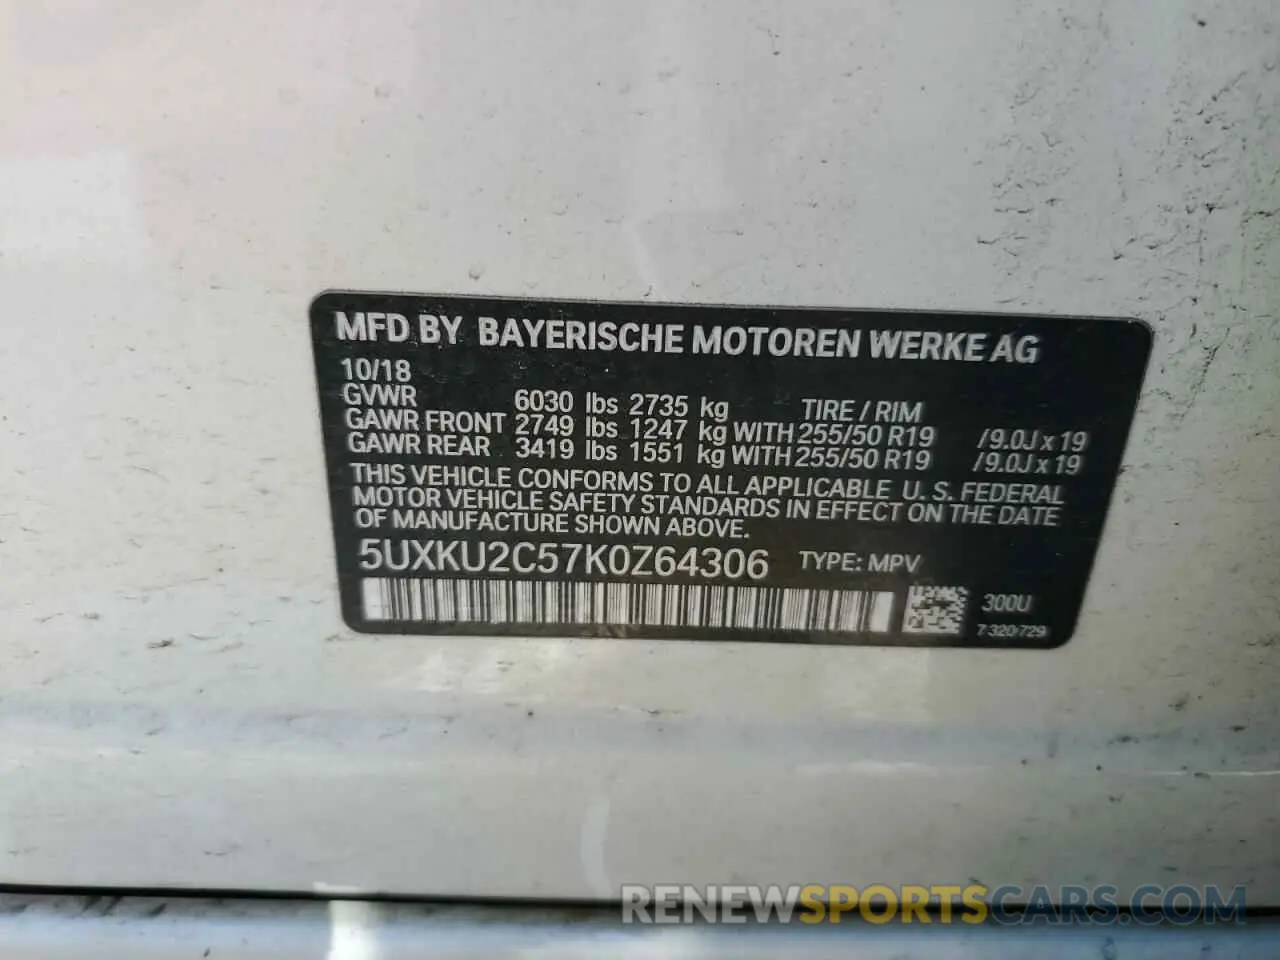 MFD BY BAYERISCHE MOTOREN WERKE AG
10/18
GVWR 6030 lbs 2735 kg TIRE / RIM
GAWR FRONT 2749 lbs 1247 kg WITH 255/50 R19 /9.0J x 19
GAWR REAR 3419 lbs 1551 kg WITH 255/50 R19 /9.0J x 19
THIS VEHICLE CONFORMS TO ALL APPLICABLE U. S. FEDERAL
MOTOR VEHICLE SAFETY STANDARDS IN EFFECT ON THE DATE
OF MANUFACTURE SHOWN ABOVE.
5UXKU2C57K0Z64306 TYPE: MPV
300U
7 320 729
RENEWSPORTSCARS.COM